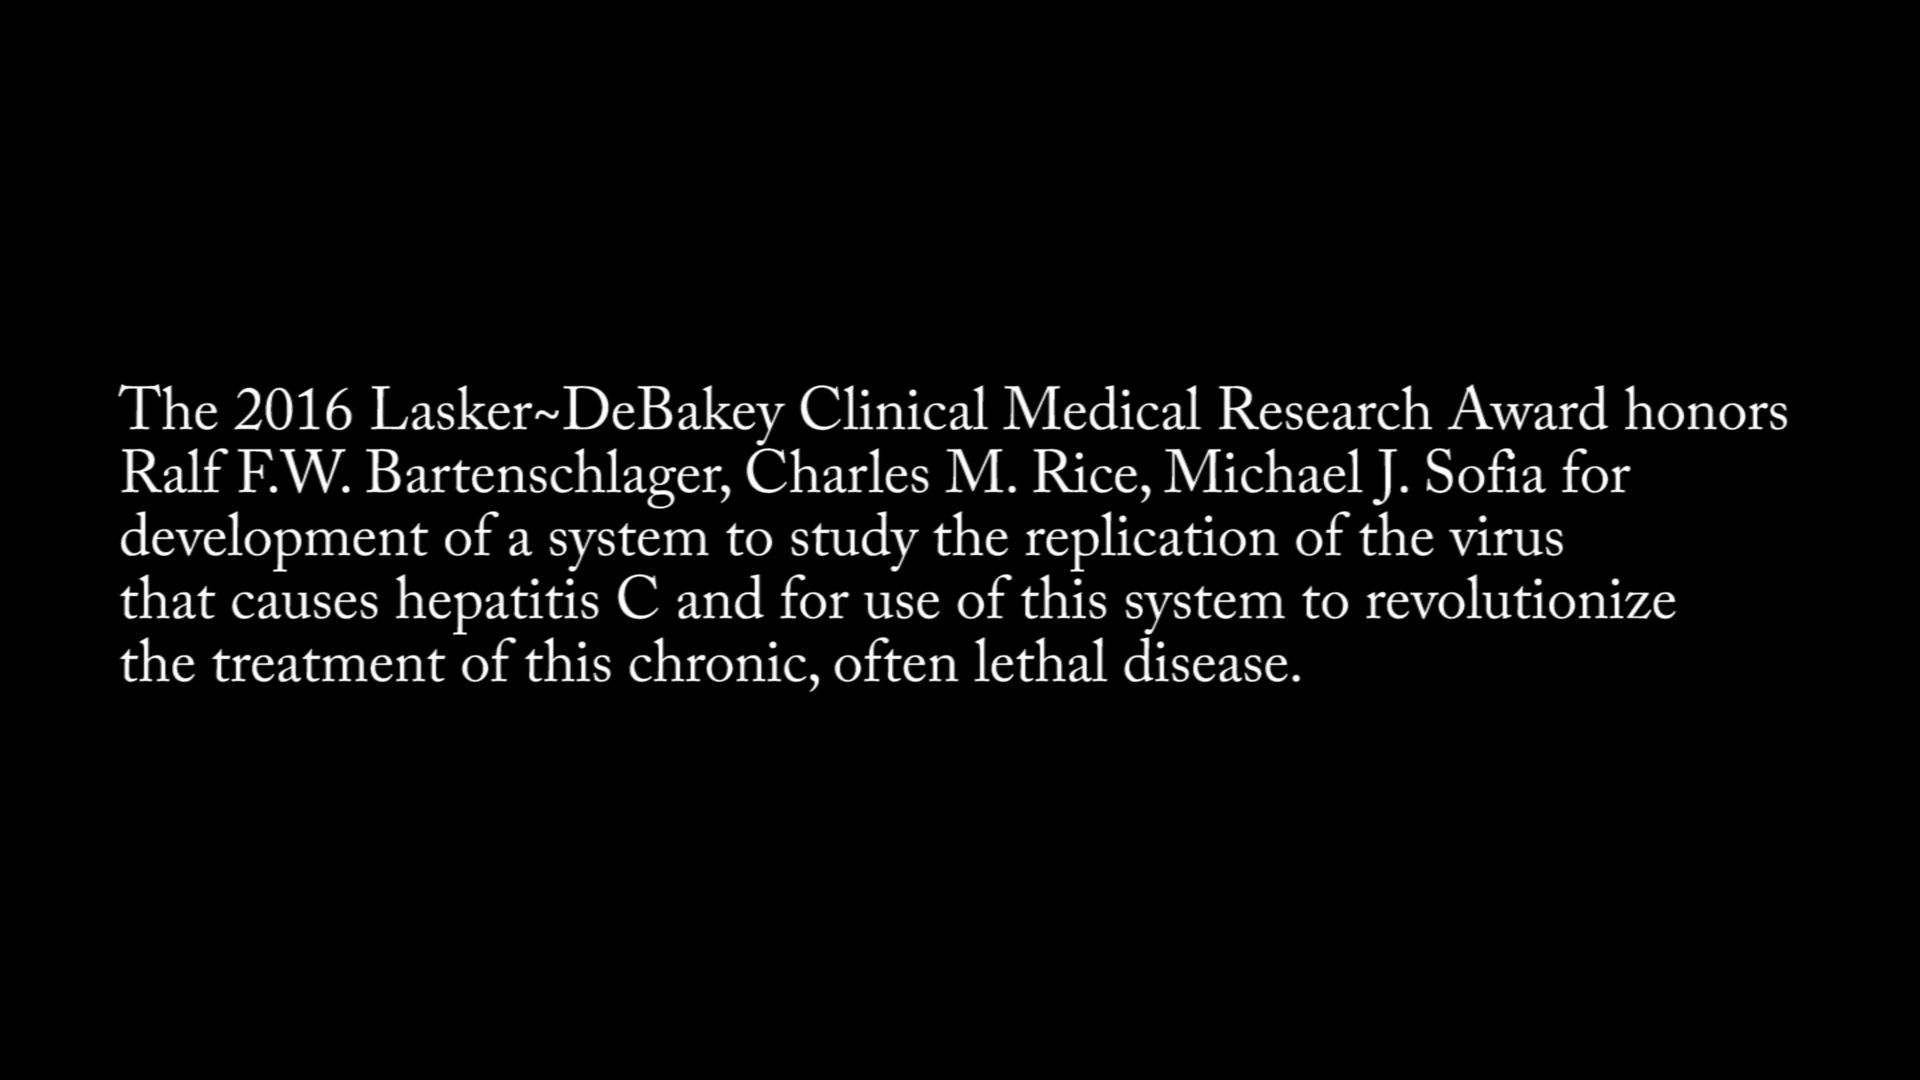 The 2016 Lasker~DeBakey Clinical Medical Research Award honors
Ralf F.W. Bartenschlager, Charles M. Rice, Michael J. Sofia for
development of a system to study the replication of the virus
that causes hepatitis C and for use of this system to revolutionize
the treatment of this chronic, often lethal disease.